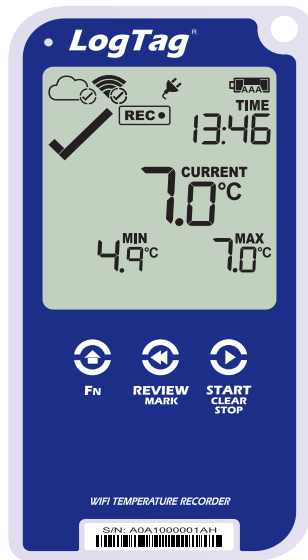 LogTag®
AAA
REC
TIME
13:46
CURRENT
7.0°C
MIN
4.9°C
MAX
7.0°C
FN
REVIEW
MARK
START
CLEAR
STOP
WIFI TEMPERATURE RECORDER
S/N: A0A1000001AH